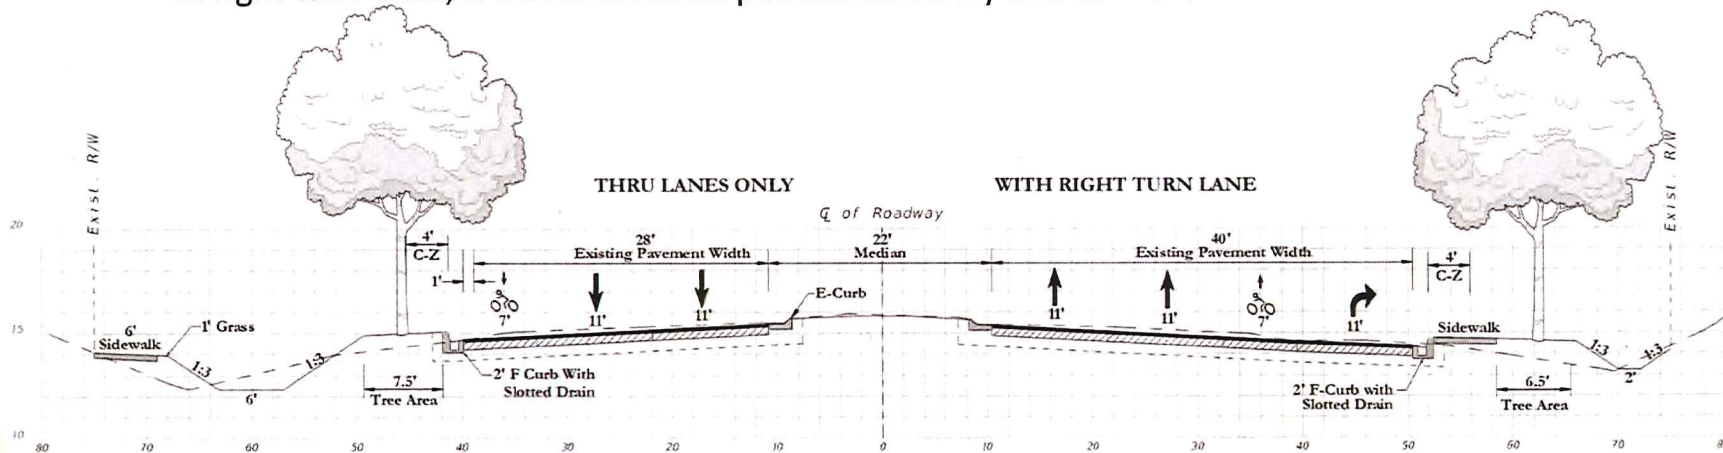 Exist. R/W
Exist. R/W
THRU LANES ONLY
WITH RIGHT TURN LANE
℄ of Roadway
20
4'
C-Z
28'
Existing Pavement Width
22'
Median
40'
Existing Pavement Width
4'
C-Z
1'
7'
11'
11'
E-Curb
11'
11'
7'
11'
15
6'
Sidewalk
1' Grass
1:3
6'
1:3
7.5'
Tree Area
2' F Curb With
Slotted Drain
15
Sidewalk
1:3
4:3
2'
2' F-Curb with
Slotted Drain
6.5'
Tree Area
10
10
80
70
60
50
40
30
20
10
0
10
20
30
40
50
60
70